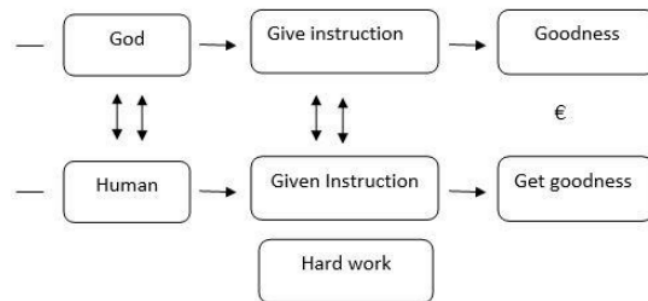 God
Give instruction
Goodness
€
Human
Given Instruction
Get goodness
Hard work